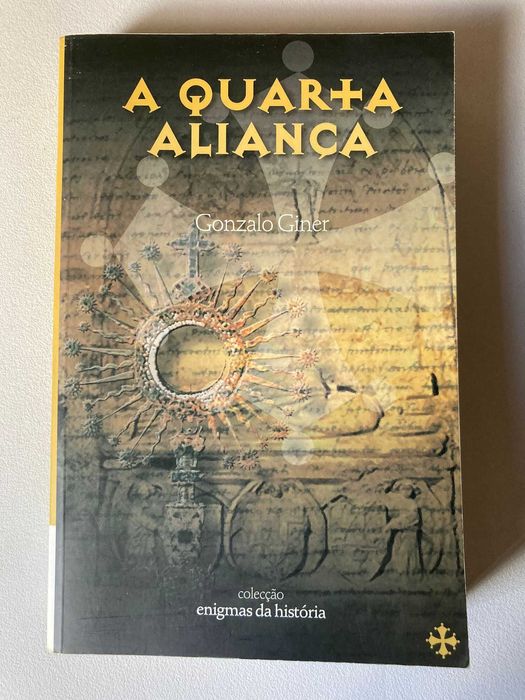 A QUARTA
ALIANÇA
Gonzalo Giner
colecção
enigmas da história